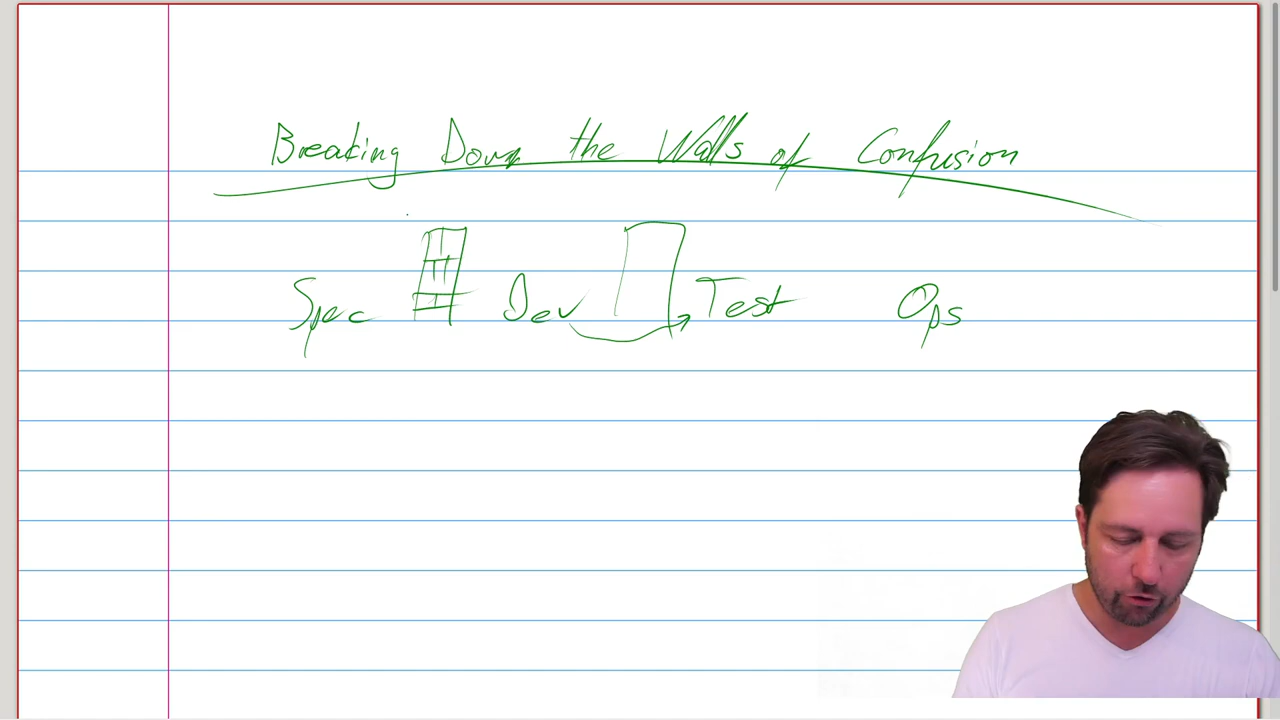 Breaking Down the Walls of Confusion
Spec Dev Test Ops